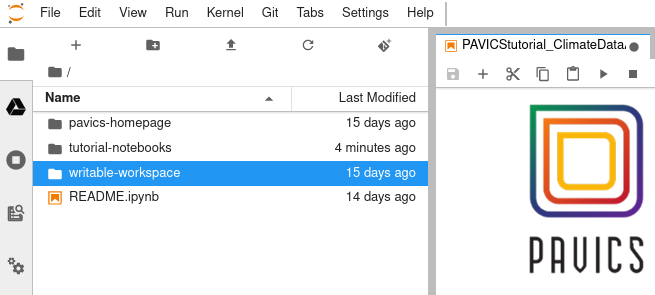 File Edit View Run Kernel Git Tabs Settings Help
PAVICStutorial_ClimateData
/
Name Last Modified
pavics-homepage 15 days ago
tutorial-notebooks 4 minutes ago
writable-workspace 15 days ago
README.ipynb 14 days ago
PAVICS